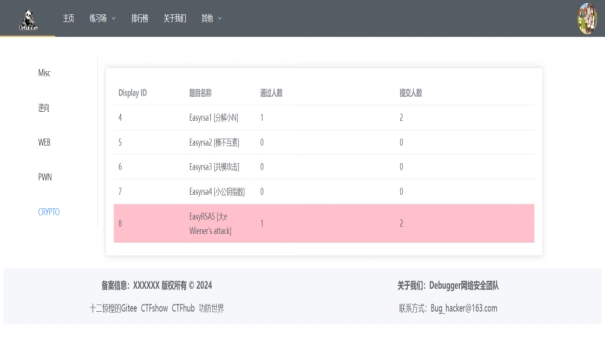 主页 练习场 排行榜 关于我们 其他
Misc
逆向
WEB
PWN
CRYPTO
Display ID 题目名称 通过人数 提交人数
4 Easyrsa1 [分解小N] 1 2
5 Easyrsa2 [模不互素] 0 0
6 Easyrsa3 [共模攻击] 0 0
7 Easyrsa4 [小公钥指数] 0 0
8 EasyRSA5 [大e 1 2
Wiener's attack]
备案信息：XXXXXX 版权所有 © 2024 关于我们：Debugger网络安全团队
十二惊惶的Gitee CTFshow CTFhub 攻防世界 联系方式：Bug_hacker@163.com